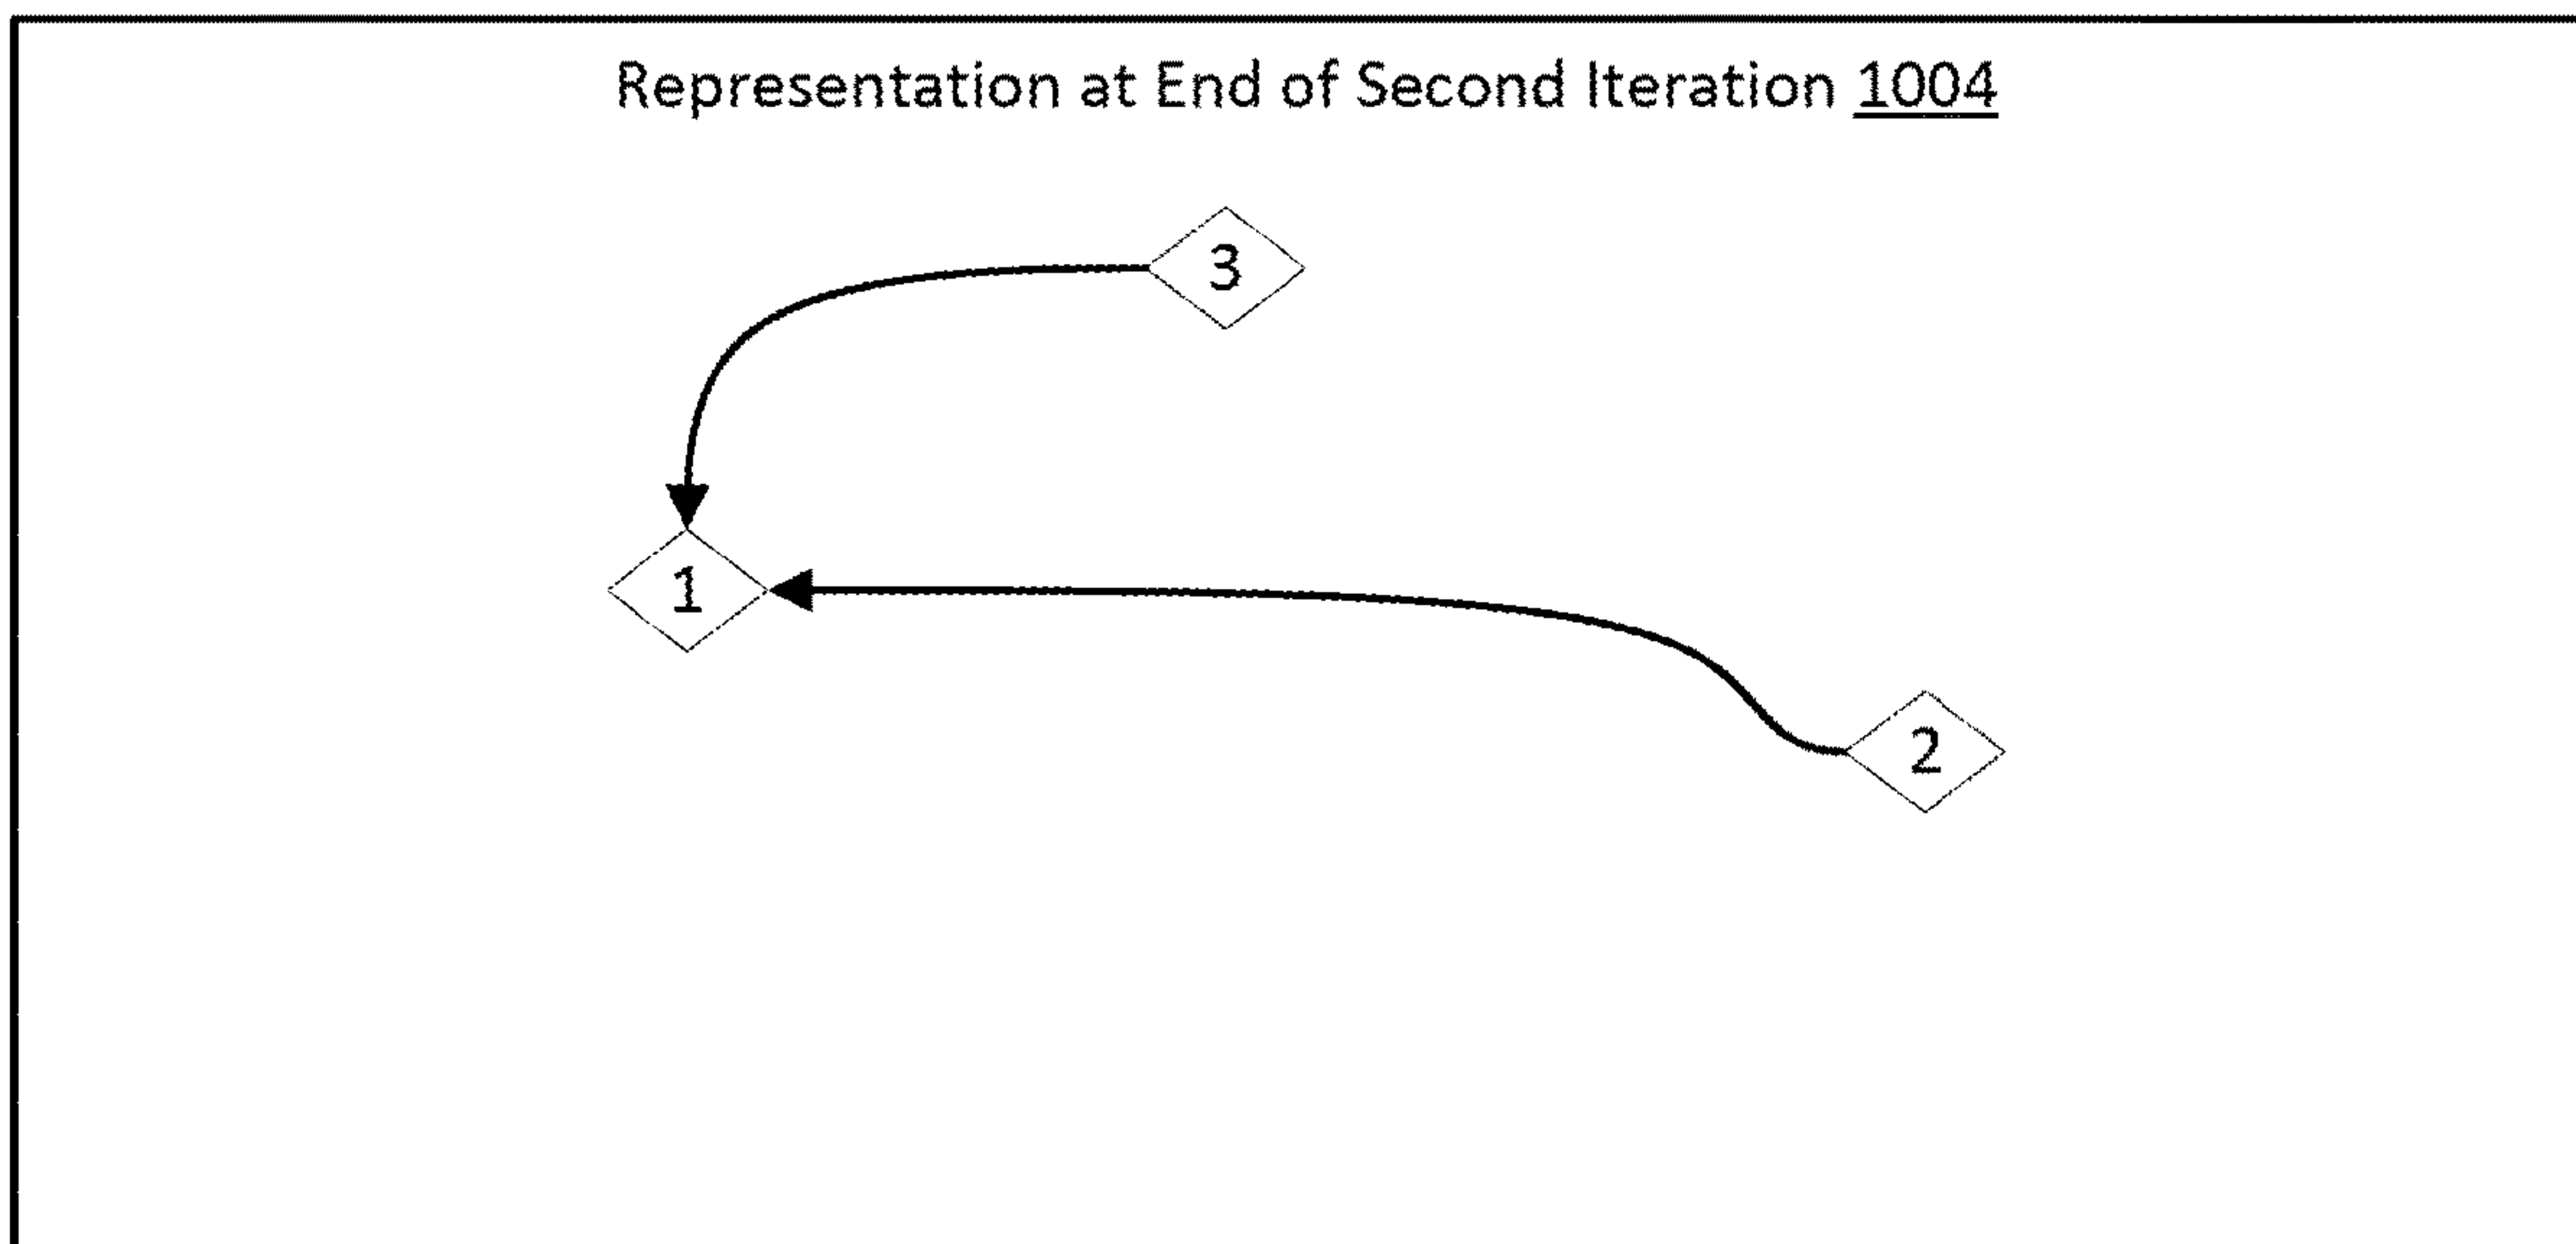 Representation at End of Second Iteration 1004
3
1
2